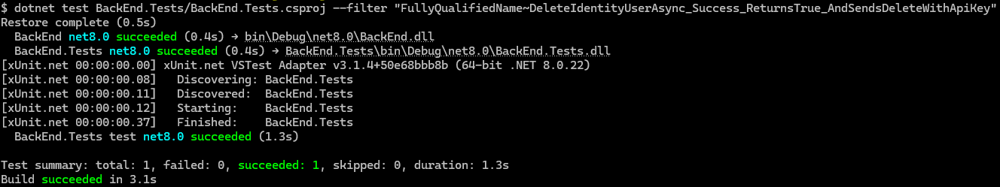 $ dotnet test BackEnd.Tests/BackEnd.Tests.csproj --filter "FullyQualifiedName~DeleteIdentityUserAsync_Success_ReturnsTrue_AndSendsDeleteWithApiKey"
Restore complete (0.5s)
  BackEnd net8.0 succeeded (0.4s) → bin\Debug\net8.0\BackEnd.dll
  BackEnd.Tests net8.0 succeeded (0.4s) → BackEnd.Tests\bin\Debug\net8.0\BackEnd.Tests.dll
[xUnit.net 00:00:00.00] xUnit.net VSTest Adapter v3.1.4+50e68bbb8b (64-bit .NET 8.0.22)
[xUnit.net 00:00:00.08]   Discovering: BackEnd.Tests
[xUnit.net 00:00:00.11]   Discovered:  BackEnd.Tests
[xUnit.net 00:00:00.12]   Starting:    BackEnd.Tests
[xUnit.net 00:00:00.37]   Finished:    BackEnd.Tests
  BackEnd.Tests test net8.0 succeeded (1.3s)

Test summary: total: 1, failed: 0, succeeded: 1, skipped: 0, duration: 1.3s
Build succeeded in 3.1s